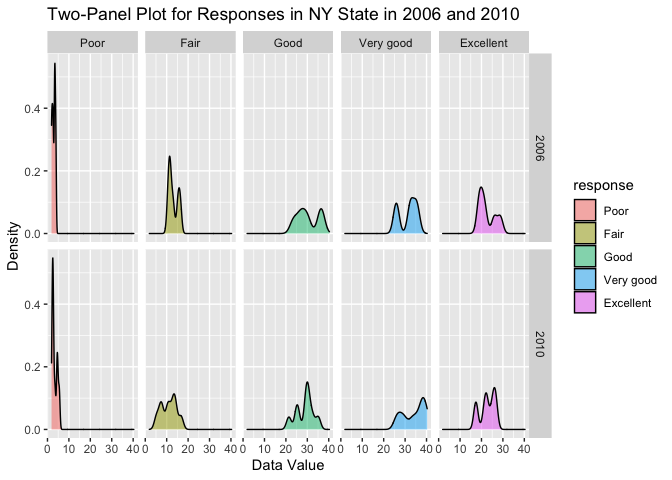 Two-Panel Plot for Responses in NY State in 2006 and 2010
Poor Fair Good Very good Excellent
0.4
0.2
0.0
2006
Density
0.4
0.2
0.0
2010
0 10 20 30 40 0 10 20 30 40 0 10 20 30 40 0 10 20 30 40 0 10 20 30 40
Data Value
response
Poor
Fair
Good
Very good
Excellent